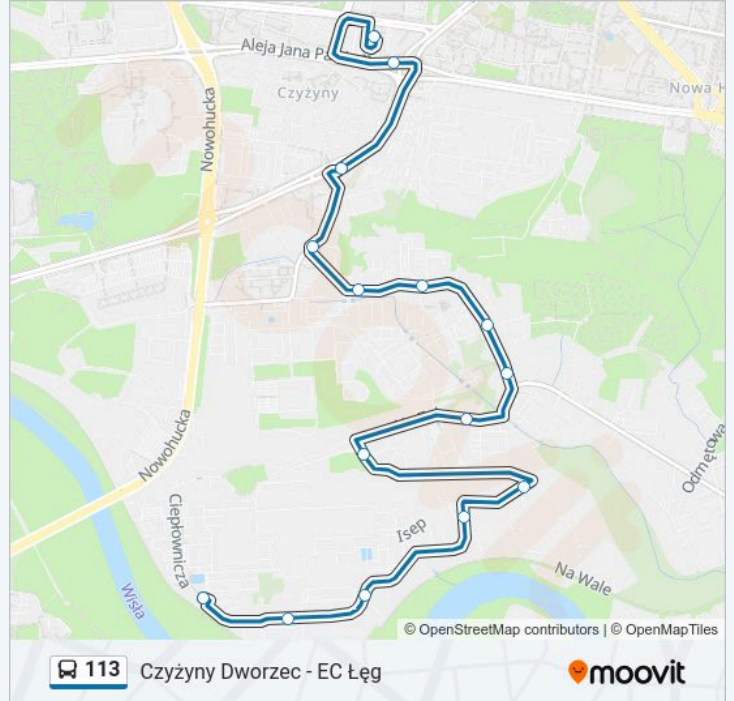 Aleja Jana Pa
Czyżyny
Nowa H
Nowohucka
Nowohucka
Odmętowa
Ciepłownicza
Isep
Na Wale
Wisła
© OpenStreetMap contributors | © OpenMapTiles
113 Czyżyny Dworzec - EC Łęg
moovit